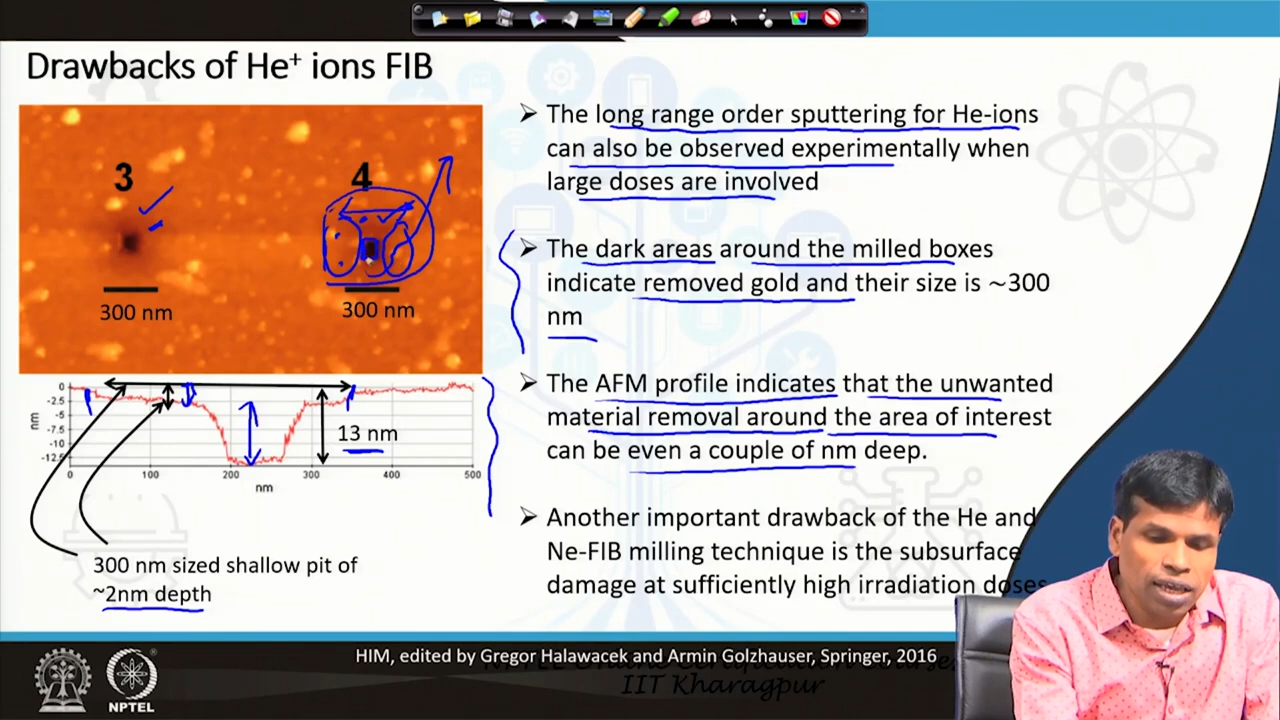 Drawbacks of He+ ions FIB
3
4
300 nm
300 nm
0
-2.5
-5
-7.5
-10
-12.5
nm
0
100
200
300
400
500
nm
13 nm
300 nm sized shallow pit of
~2nm depth
➢ The long range order sputtering for He-ions
can also be observed experimentally when
large doses are involved
➢ The dark areas around the milled boxes
indicate removed gold and their size is ~300
nm
➢ The AFM profile indicates that the unwanted
material removal around the area of interest
can be even a couple of nm deep.
➢ Another important drawback of the He and
Ne-FIB milling technique is the subsurface
damage at sufficiently high irradiation doses
HIM, edited by Gregor Halawacek and Armin Golzhauser, Springer, 2016
IIT Kharagpur
NPTEL